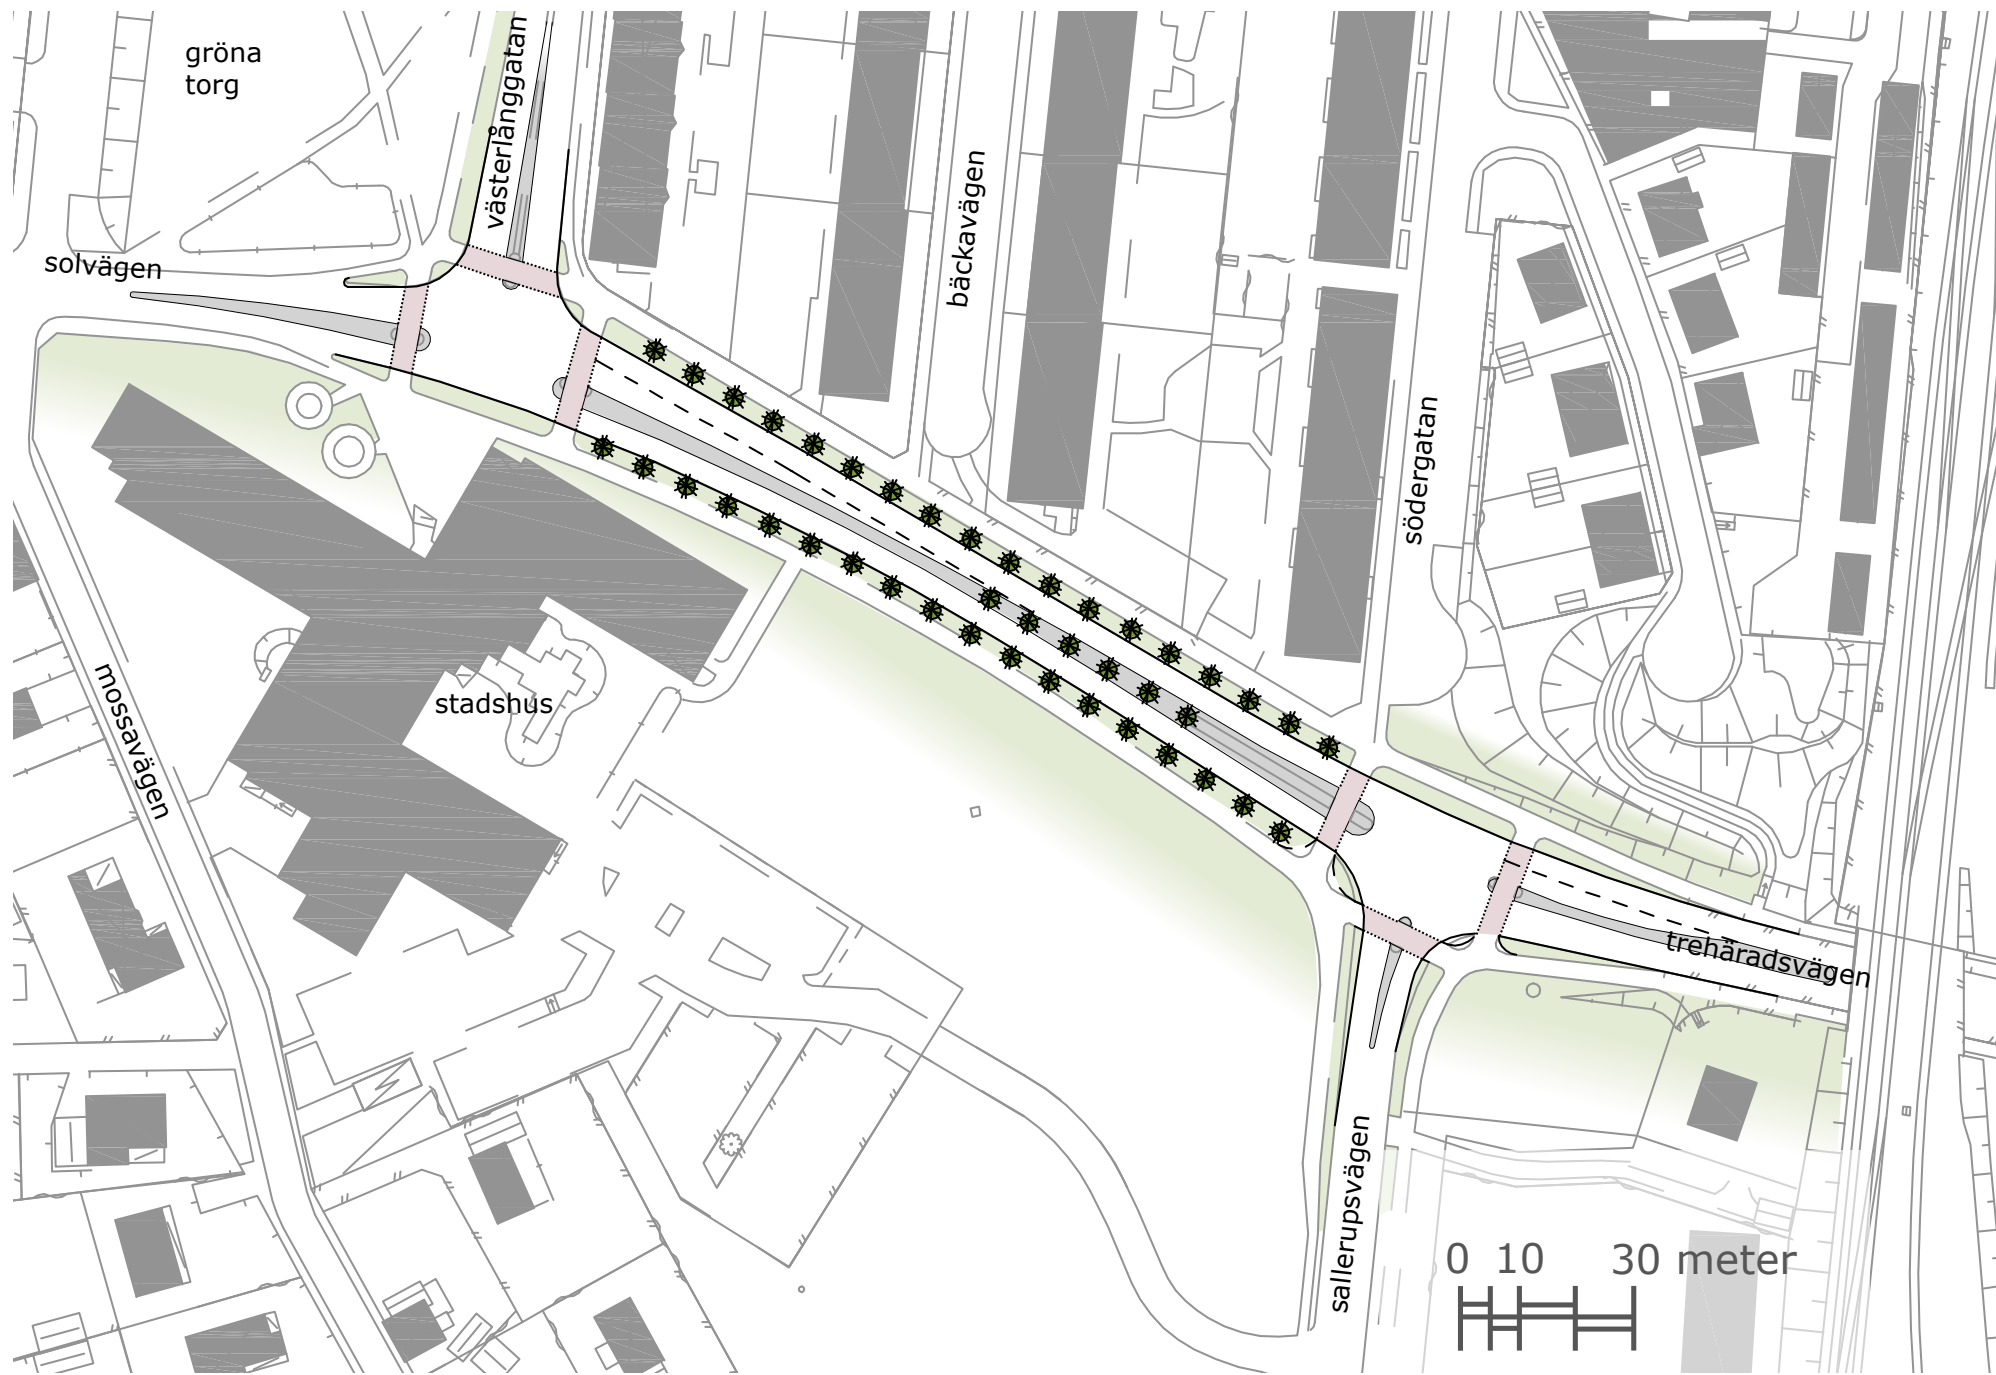 gröna
torg
västerlånggatan
solvägen
bäckavägen
södergatan
mossavägen
stadshus
trehäradsvägen
sallerupsvägen
0 10 30 meter